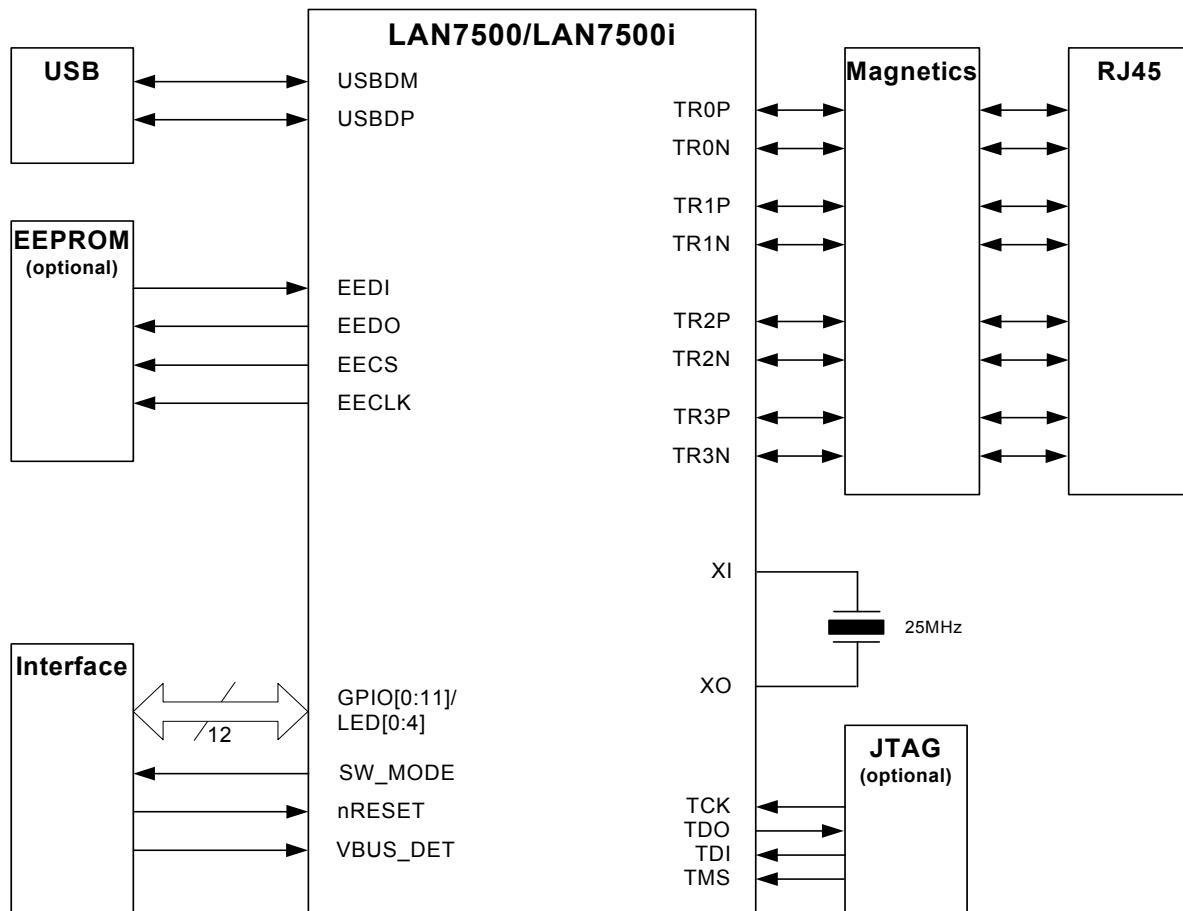 LAN7500/LAN7500i
USB
USBDM
USBDP
EEPROM
(optional)
EEDI
EEDO
EECS
EECLK
Interface
12
GPIO[0:11]/
LED[0:4]
SW_MODE
nRESET
VBUS_DET
TR0P
TR0N
TR1P
TR1N
TR2P
TR2N
TR3P
TR3N
Magnetics
RJ45
XI
25MHz
XO
JTAG
(optional)
TCK
TDO
TDI
TMS